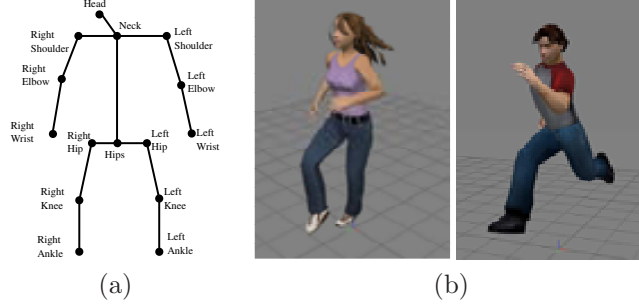 Head
Neck
Right
Shoulder
Left
Shoulder
Right
Elbow
Left
Elbow
Right
Wrist
Right
Hip
Hips
Left
Hip
Left
Wrist
Right
Knee
Left
Knee
Right
Ankle
Left
Ankle
(a)
(b)